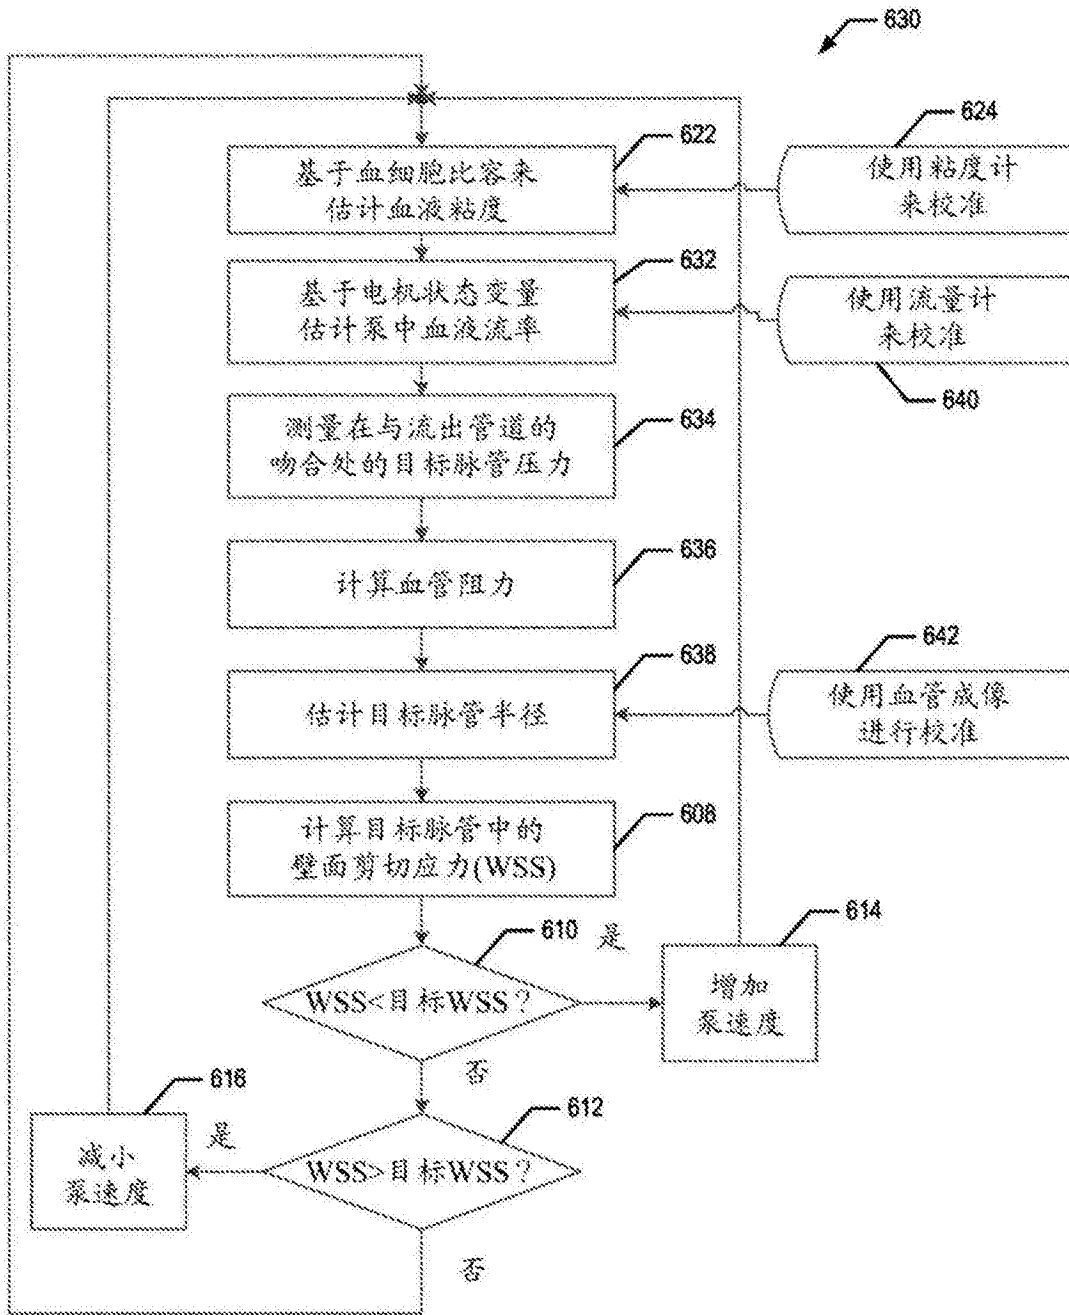 630
622
624
基于血细胞比容来
估计血液粘度
使用粘度计
来校准
632
基于电机状态变量
估计泵中血液流率
使用流量计
来校准
640
634
测量在与流出管道的
吻合处的目标脉管压力
636
计算血管阻力
638
642
估计目标脉管半径
使用血管成像
进行校准
608
计算目标脉管中的
壁面剪切应力(WSS)
610
是
614
WSS<目标WSS？
增加
泵速度
否
616
612
是
减小
泵速度
WSS>目标WSS？
否